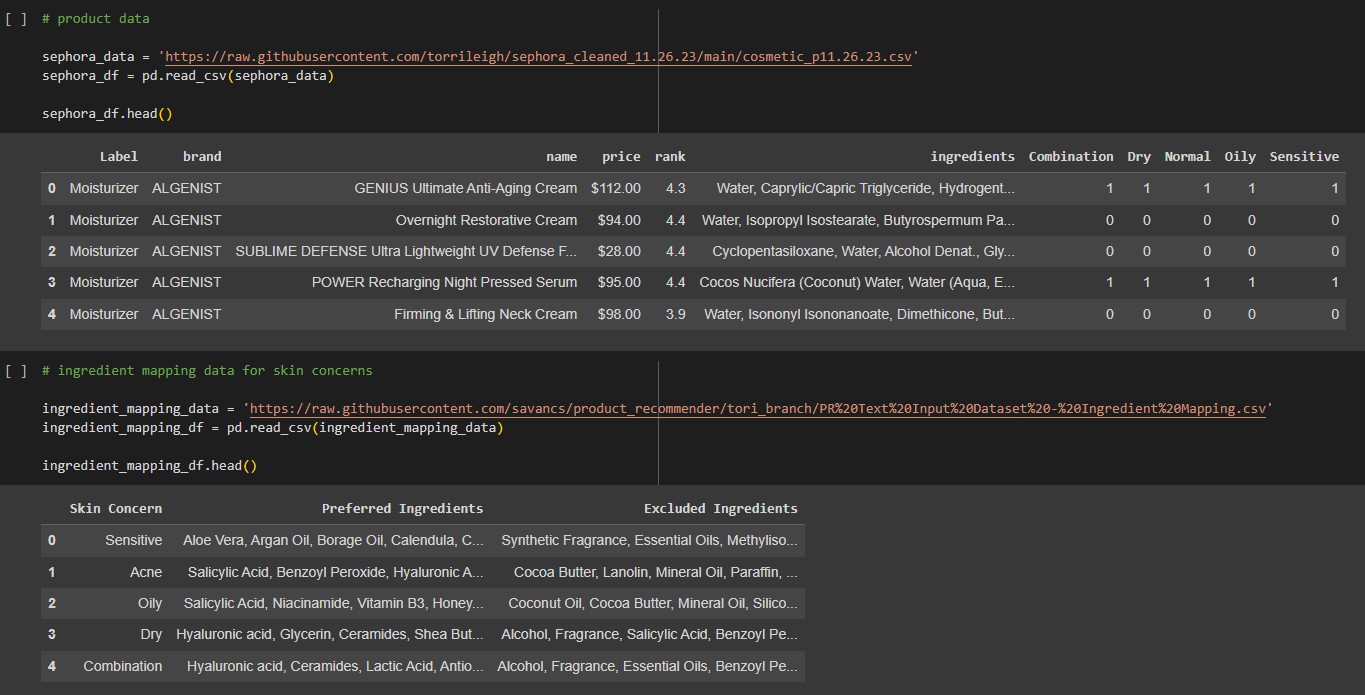 [ ] # product data
sephora_data = 'https://raw.githubusercontent.com/torrileigh/sephora_cleaned_11.26.23/main/cosmetic_p11.26.23.csv'
sephora_df = pd.read_csv(sephora_data)
sephora_df.head()
Label brand name price rank ingredients Combination Dry Normal Oily Sensitive
0 Moisturizer ALGENIST GENIUS Ultimate Anti-Aging Cream $112.00 4.3 Water, Caprylic/Capric Triglyceride, Hydrogent... 1 1 1 1 1
1 Moisturizer ALGENIST Overnight Restorative Cream $94.00 4.4 Water, Isopropyl Isostearate, Butyrospermum Pa... 0 0 0 0 0
2 Moisturizer ALGENIST SUBLIME DEFENSE Ultra Lightweight UV Defense F... $28.00 4.4 Cyclopentasiloxane, Water, Alcohol Denat., Gly... 0 0 0 0 0
3 Moisturizer ALGENIST POWER Recharging Night Pressed Serum $95.00 4.4 Cocos Nucifera (Coconut) Water, Water (Aqua, E... 1 1 1 1 1
4 Moisturizer ALGENIST Firming & Lifting Neck Cream $98.00 3.9 Water, Isononyl Isononanoate, Dimethicone, But... 0 0 0 0 0
[ ] # ingredient mapping data for skin concerns
ingredient_mapping_data = 'https://raw.githubusercontent.com/savancs/product_recommender/tori_branch/PR%20Text%20Input%20Dataset%20-%20Ingredient%20Mapping.csv'
ingredient_mapping_df = pd.read_csv(ingredient_mapping_data)
ingredient_mapping_df.head()
Skin Concern Preferred Ingredients Excluded Ingredients
0 Sensitive Aloe Vera, Argan Oil, Borage Oil, Calendula, C... Synthetic Fragrance, Essential Oils, Methyliso...
1 Acne Salicylic Acid, Benzoyl Peroxide, Hyaluronic A... Cocoa Butter, Lanolin, Mineral Oil, Paraffin, ...
2 Oily Salicylic Acid, Niacinamide, Vitamin B3, Honey... Coconut Oil, Cocoa Butter, Mineral Oil, Silico...
3 Dry Hyaluronic acid, Glycerin, Ceramides, Shea But... Alcohol, Fragrance, Salicylic Acid, Benzoyl Pe...
4 Combination Hyaluronic acid, Ceramides, Lactic Acid, Antio... Alcohol, Fragrance, Essential Oils, Benzoyl Pe...